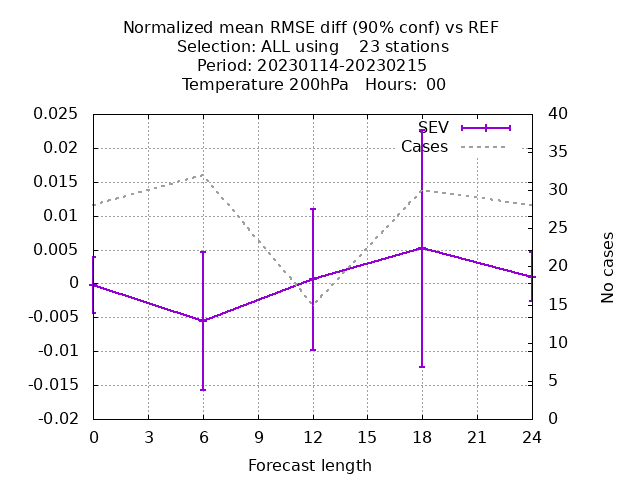 Normalized mean RMSE diff (90% conf) vs REF
Selection: ALL using    23 stations
Period: 20230114-20230215
Temperature 200hPa   Hours:  00
SEV
Cases
0.025
0.02
0.015
0.01
0.005
0
-0.005
-0.01
-0.015
-0.02
40
35
30
25
20
15
10
5
0
No cases
0 3 6 9 12 15 18 21 24
Forecast length